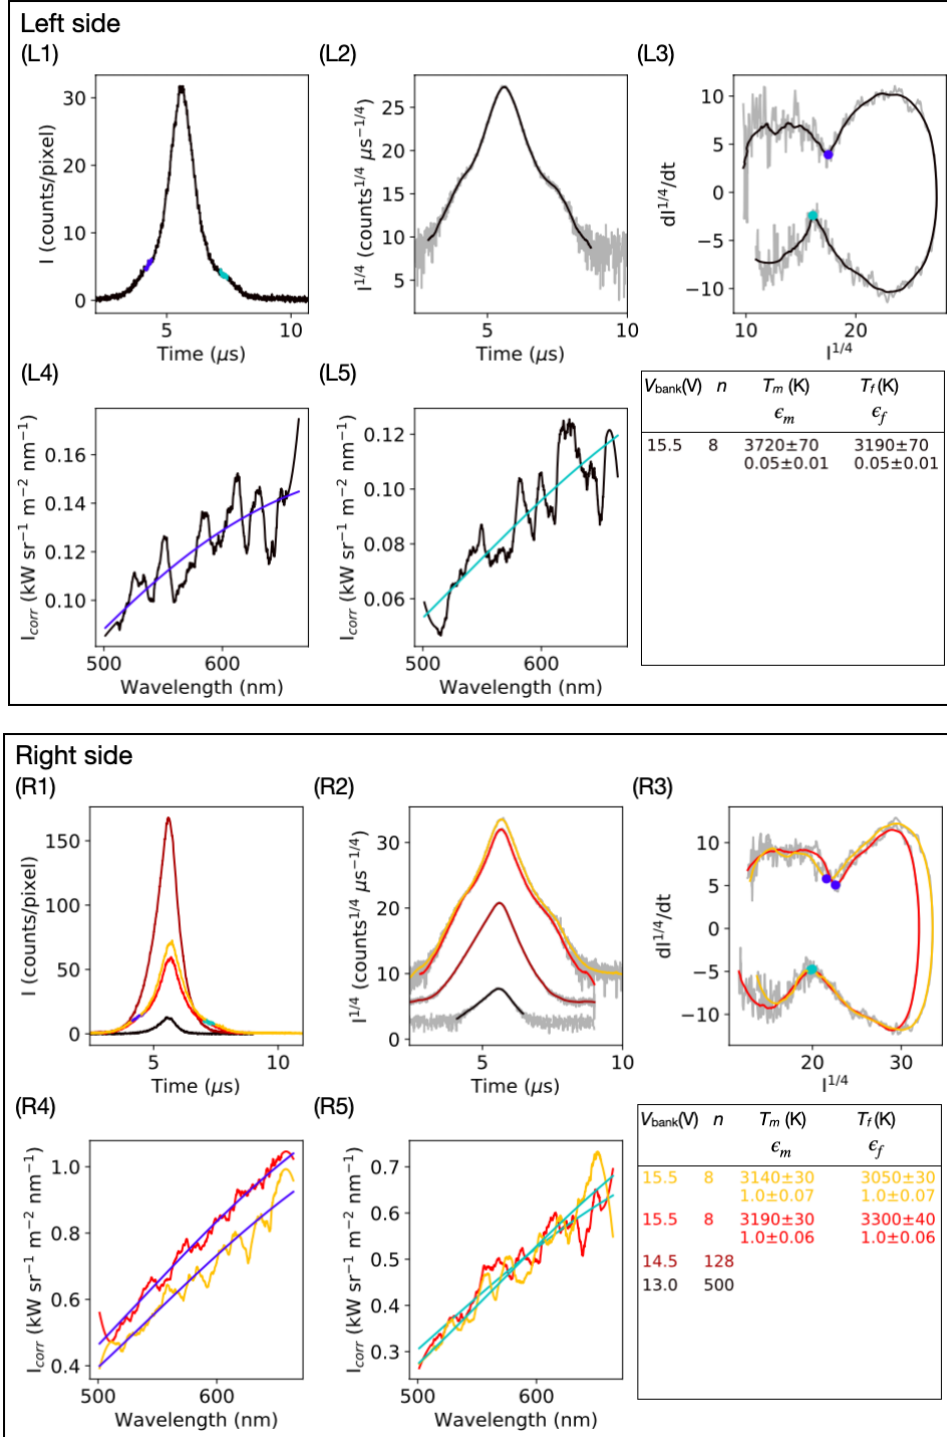 Left side
(L1)
(L2)
(L3)
I (counts/pixel)
30
20
10
0
5
10
Time (μs)
I^1/4 (counts^1/4 μs^−1/4)
25
20
15
10
5
5
10
Time (μs)
dI^1/4/dt
10
5
0
−5
−10
10
20
I^1/4
(L4)
(L5)
I_corr (kW sr^−1 m^−2 nm^−1)
0.16
0.14
0.12
0.10
500
600
Wavelength (nm)
I_corr (kW sr^−1 m^−2 nm^−1)
0.12
0.10
0.08
0.06
500
600
Wavelength (nm)
V_bank(V) n T_m (K) T_f (K)
ϵ_m ϵ_f
15.5 8 3720±70 3190±70
0.05±0.01 0.05±0.01
Right side
(R1)
(R2)
(R3)
I (counts/pixel)
150
100
50
0
5
10
Time (μs)
I^1/4 (counts^1/4 μs^−1/4)
30
20
10
0
5
10
Time (μs)
dI^1/4/dt
10
5
0
−5
−10
20
30
I^1/4
(R4)
(R5)
I_corr (kW sr^−1 m^−2 nm^−1)
1.0
0.8
0.6
0.4
500
600
Wavelength (nm)
I_corr (kW sr^−1 m^−2 nm^−1)
0.7
0.6
0.5
0.4
0.3
500
600
Wavelength (nm)
V_bank(V) n T_m (K) T_f (K)
ϵ_m ϵ_f
15.5 8 3140±30 3050±30
1.0±0.07 1.0±0.07
15.5 8 3190±30 3300±40
1.0±0.06 1.0±0.06
14.5 128
13.0 500